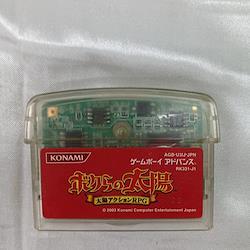 AGB-U3IJ-JPN
ゲームボーイ アドバンス
RK321-J1
KONAMI
ボクらの太陽
太陽アクションRPG
© 2003 Konami Computer Entertainment Japan